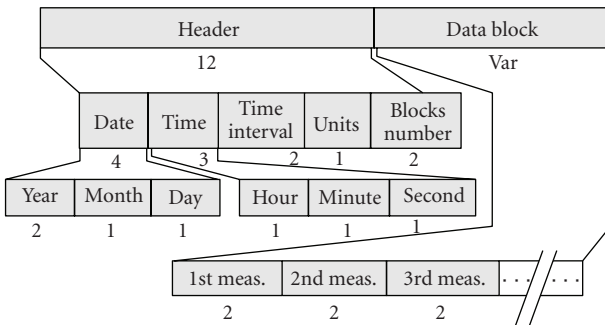 Header Data block
12 Var
Date Time Time interval Units Blocks number
4 3 2 1 2
Year Month Day Hour Minute Second
2 1 1 1 1 1
1st meas. 2nd meas. 3rd meas. · · · · · ·
2 2 2